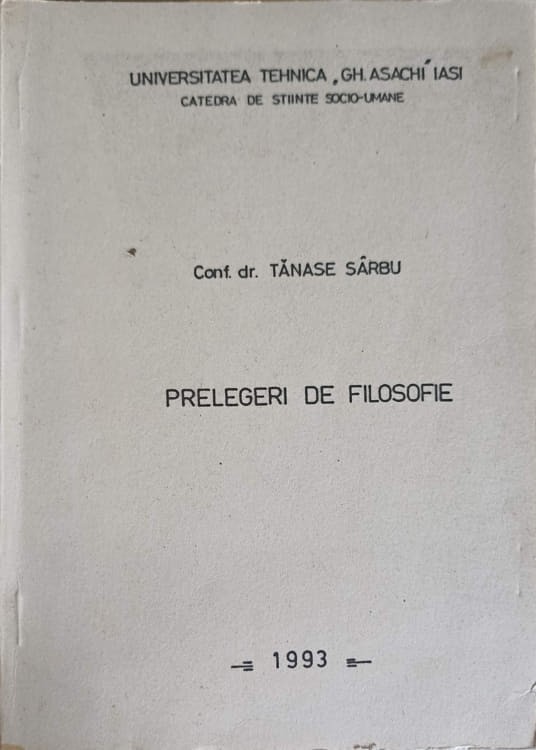 UNIVERSITATEA TEHNICA „GH. ASACHI" IASI
CATEDRA DE STIINTE SOCIO-UMANE
Conf. dr. TĂNASE SÂRBU
PRELEGERI DE FILOSOFIE
1993